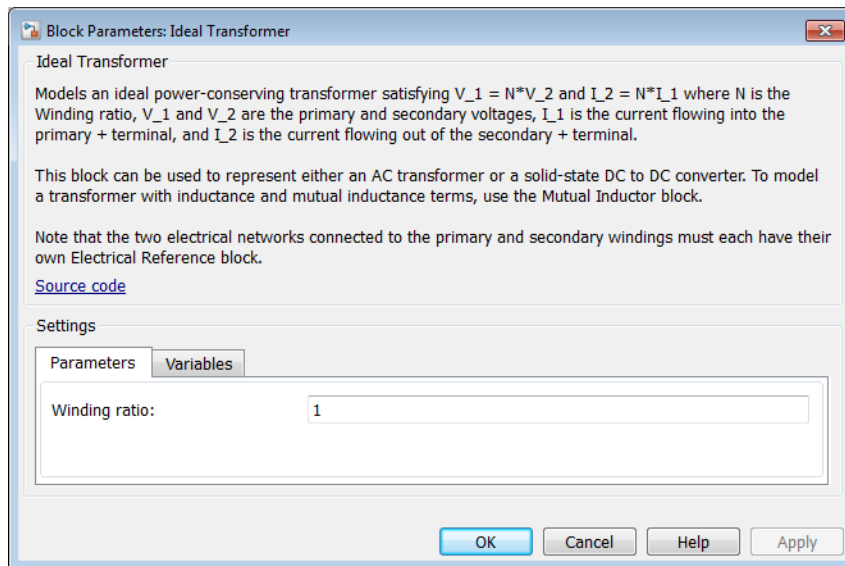 Block Parameters: Ideal Transformer
Ideal Transformer
Models an ideal power-conserving transformer satisfying V_1 = N*V_2 and I_2 = N*I_1 where N is the
Winding ratio, V_1 and V_2 are the primary and secondary voltages, I_1 is the current flowing into the
primary + terminal, and I_2 is the current flowing out of the secondary + terminal.
This block can be used to represent either an AC transformer or a solid-state DC to DC converter. To model
a transformer with inductance and mutual inductance terms, use the Mutual Inductor block.
Note that the two electrical networks connected to the primary and secondary windings must each have their
own Electrical Reference block.
Source code
Settings
Parameters Variables
Winding ratio: 1
OK Cancel Help Apply